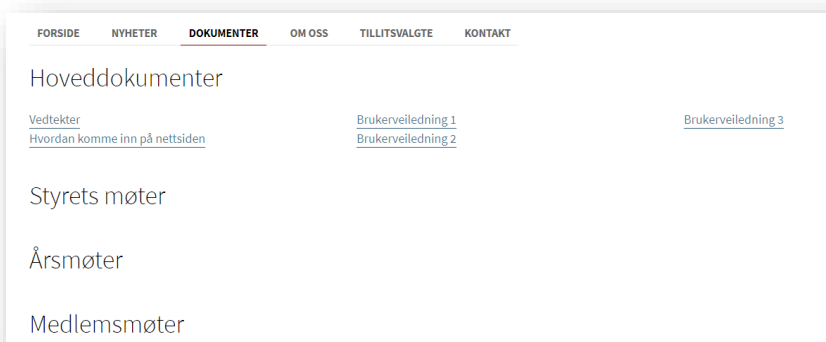 FORSIDE NYHETER DOKUMENTER OM OSS TILLITSVALGTE KONTAKT
Hoveddokumenter
Vedtekter Brukerveiledning 1 Brukerveiledning 3
Hvordan komme inn på nettsiden Brukerveiledning 2
Styrets møter
Årsmøter
Medlemsmøter